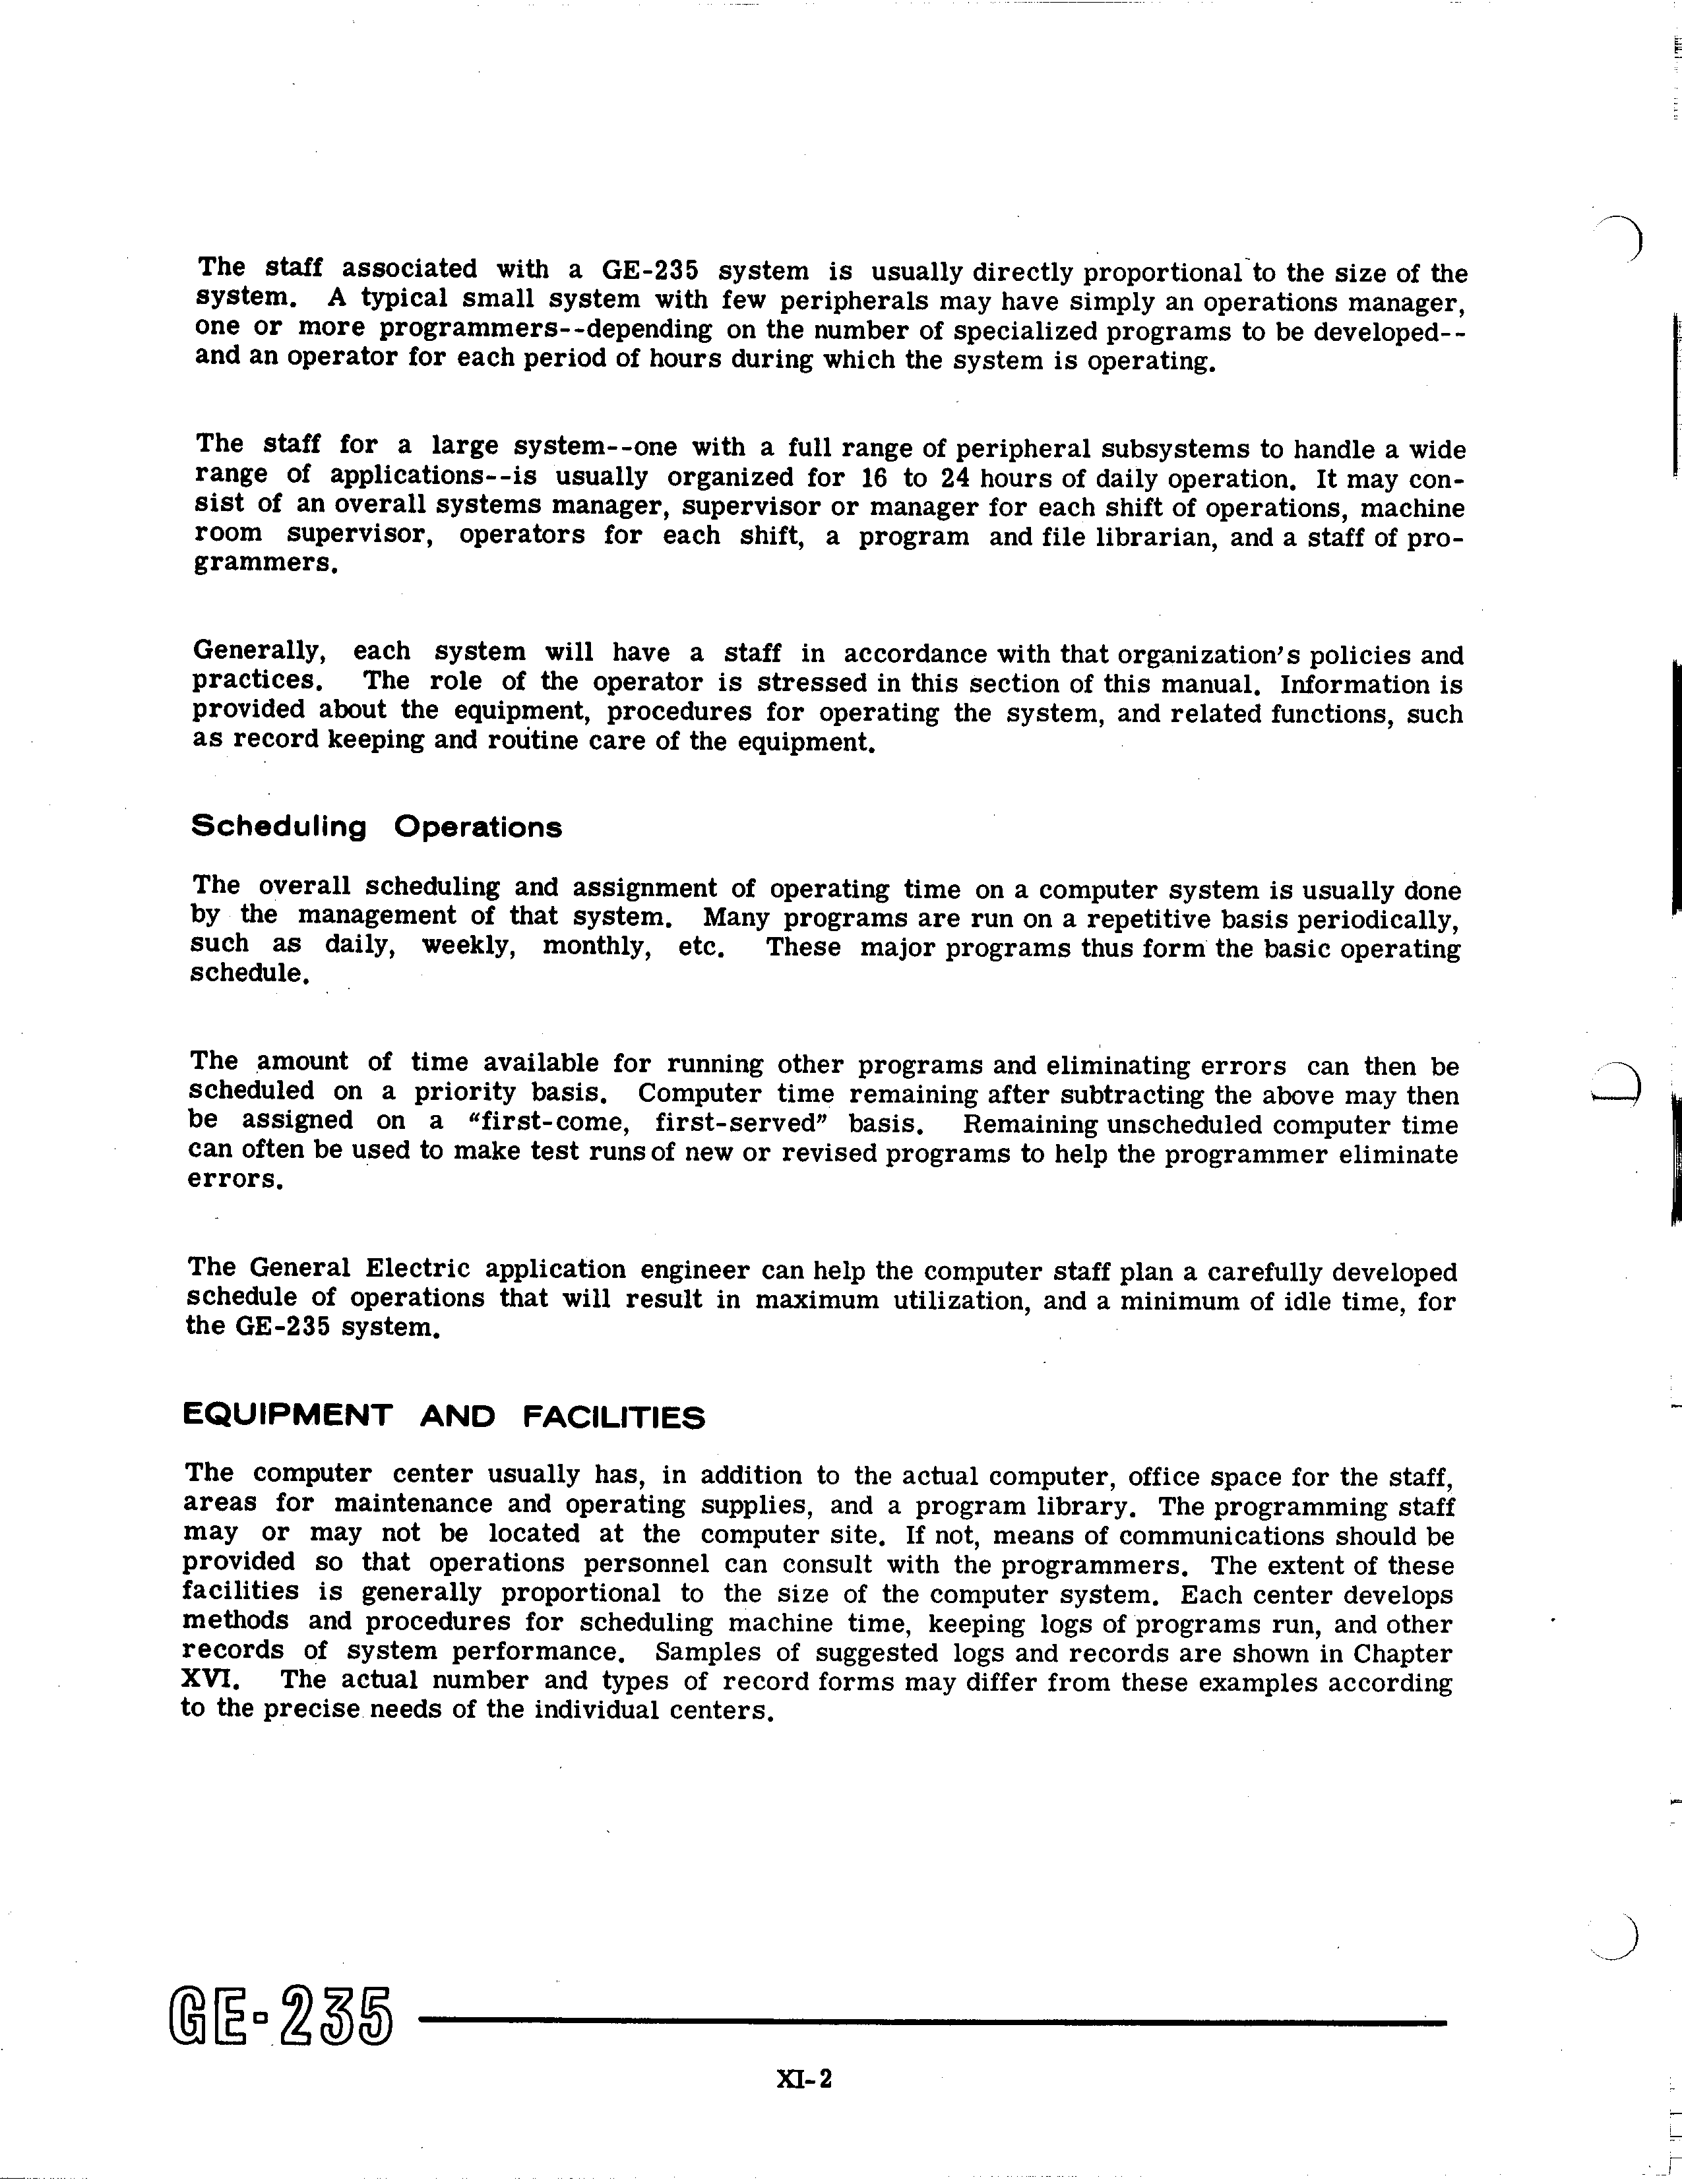 The staff associated with a GE-235 system is usually directly proportional to the size of the
system. A typical small system with few peripherals may have simply an operations manager,
one or more programmers--depending on the number of specialized programs to be developed--
and an operator for each period of hours during which the system is operating.
The staff for a large system--one with a full range of peripheral subsystems to handle a wide
range of applications--is usually organized for 16 to 24 hours of daily operation. It may con-
sist of an overall systems manager, supervisor or manager for each shift of operations, machine
room supervisor, operators for each shift, a program and file librarian, and a staff of pro-
grammers.
Generally, each system will have a staff in accordance with that organization's policies and
practices. The role of the operator is stressed in this section of this manual. Information is
provided about the equipment, procedures for operating the system, and related functions, such
as record keeping and routine care of the equipment.
Scheduling Operations
The overall scheduling and assignment of operating time on a computer system is usually done
by the management of that system. Many programs are run on a repetitive basis periodically,
such as daily, weekly, monthly, etc. These major programs thus form the basic operating
schedule.
The amount of time available for running other programs and eliminating errors can then be
scheduled on a priority basis. Computer time remaining after subtracting the above may then
be assigned on a “first-come, first-served” basis. Remaining unscheduled computer time
can often be used to make test runs of new or revised programs to help the programmer eliminate
errors.
The General Electric application engineer can help the computer staff plan a carefully developed
schedule of operations that will result in maximum utilization, and a minimum of idle time, for
the GE-235 system.
EQUIPMENT AND FACILITIES
The computer center usually has, in addition to the actual computer, office space for the staff,
areas for maintenance and operating supplies, and a program library. The programming staff
may or may not be located at the computer site. If not, means of communications should be
provided so that operations personnel can consult with the programmers. The extent of these
facilities is generally proportional to the size of the computer system. Each center develops
methods and procedures for scheduling machine time, keeping logs of programs run, and other
records of system performance. Samples of suggested logs and records are shown in Chapter
XVI. The actual number and types of record forms may differ from these examples according
to the precise needs of the individual centers.
GE-235
XI-2